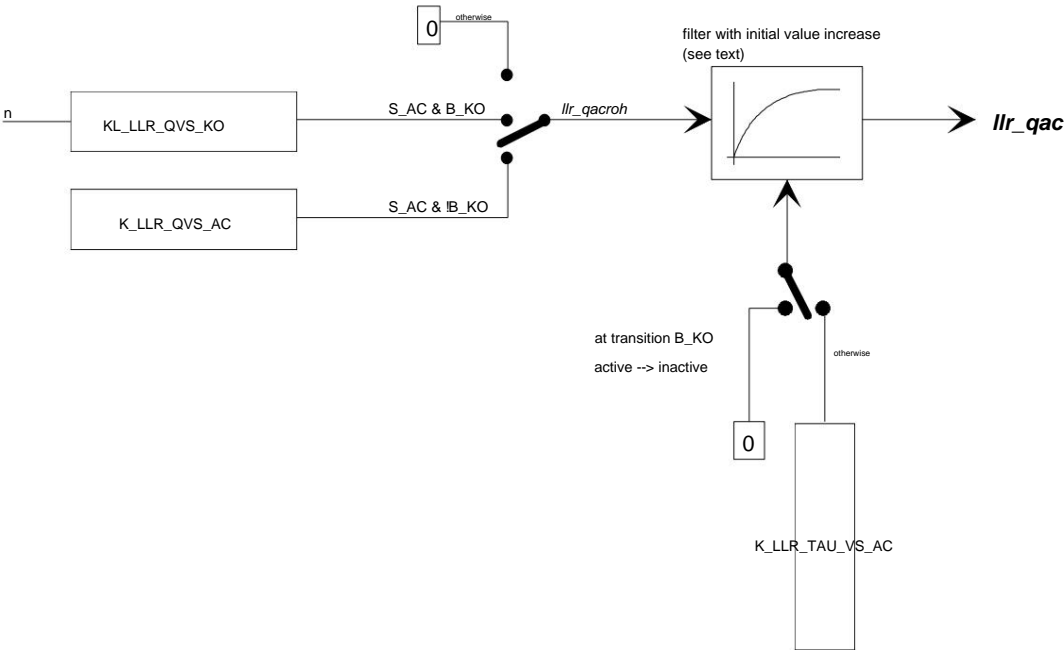 otherwise
0
filter with initial value increase
(see text)
n
KL_LLR_QVS_KO
S_AC & B_KO
llr_qacroh
llr_qac
K_LLR_QVS_AC
S_AC & !B_KO
at transition B_KO
active --> inactive
otherwise
0
K_LLR_TAU_VS_AC